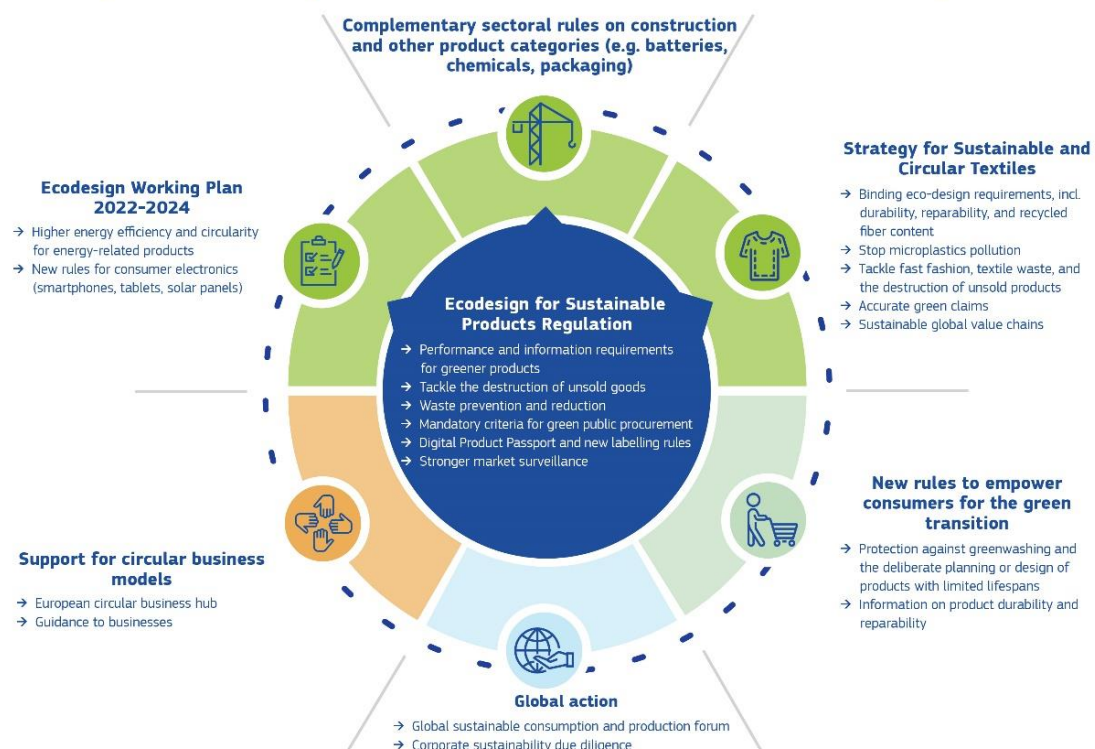 Complementary sectoral rules on construction
and other product categories (e.g. batteries,
chemicals, packaging)
Strategy for Sustainable and
Circular Textiles
→ Binding eco-design requirements, incl.
durability, reparability, and recycled
fiber content
→ Stop microplastics pollution
→ Tackle fast fashion, textile waste, and
the destruction of unsold products
→ Accurate green claims
→ Sustainable global value chains
Ecodesign Working Plan
2022-2024
→ Higher energy efficiency and circularity
for energy-related products
→ New rules for consumer electronics
(smartphones, tablets, solar panels)
Ecodesign for Sustainable
Products Regulation
→ Performance and information requirements
for greener products
→ Tackle the destruction of unsold goods
→ Waste prevention and reduction
→ Mandatory criteria for green public procurement
→ Digital Product Passport and new labelling rules
→ Stronger market surveillance
New rules to empower
consumers for the green
transition
→ Protection against greenwashing and
the deliberate planning or design of
products with limited lifespans
→ Information on product durability and
reparability
Support for circular business
models
→ European circular business hub
→ Guidance to businesses
Global action
→ Global sustainable consumption and production forum
→ Corporate sustainability due diligence